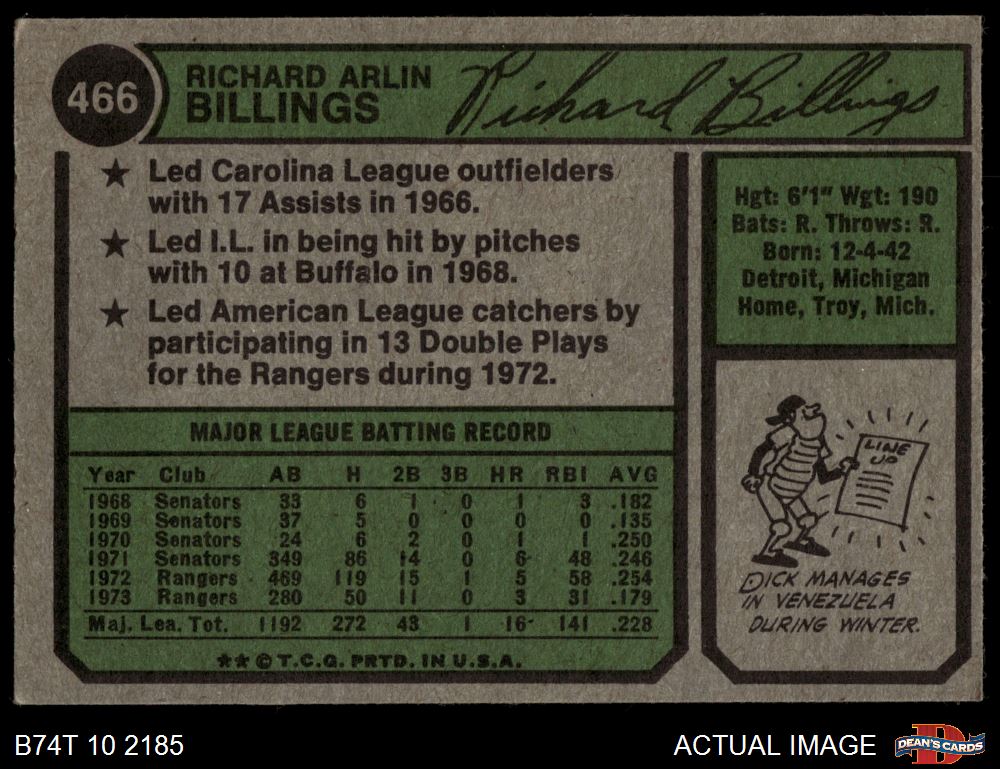 466
RICHARD ARLIN
BILLINGS
Richard Billings
★ Led Carolina League outfielders
with 17 Assists in 1966.
★ Led I.L. in being hit by pitches
with 10 at Buffalo in 1968.
★ Led American League catchers by
participating in 13 Double Plays
for the Rangers during 1972.
Hgt: 6'1" Wgt: 190
Bats: R. Throws: R.
Born: 12-4-42
Detroit, Michigan
Home, Troy, Mich.
MAJOR LEAGUE BATTING RECORD
Year Club AB H 2B 3B HR RBI AVG
1968 Senators 33 6 1 0 1 3 .182
1969 Senators 37 5 0 0 0 0 .135
1970 Senators 24 6 2 0 1 1 .250
1971 Senators 349 86 14 0 6 48 .246
1972 Rangers 469 119 15 1 5 58 .254
1973 Rangers 280 50 11 0 3 31 .179
Maj. Lea. Tot. 1192 272 43 1 16 141 .228
★★ © T.C.G. PRTD. IN U.S.A.
LINE
UP
DICK MANAGES
IN VENEZUELA
DURING WINTER.
B74T 10 2185
ACTUAL IMAGE
D
DEAN'S CARDS